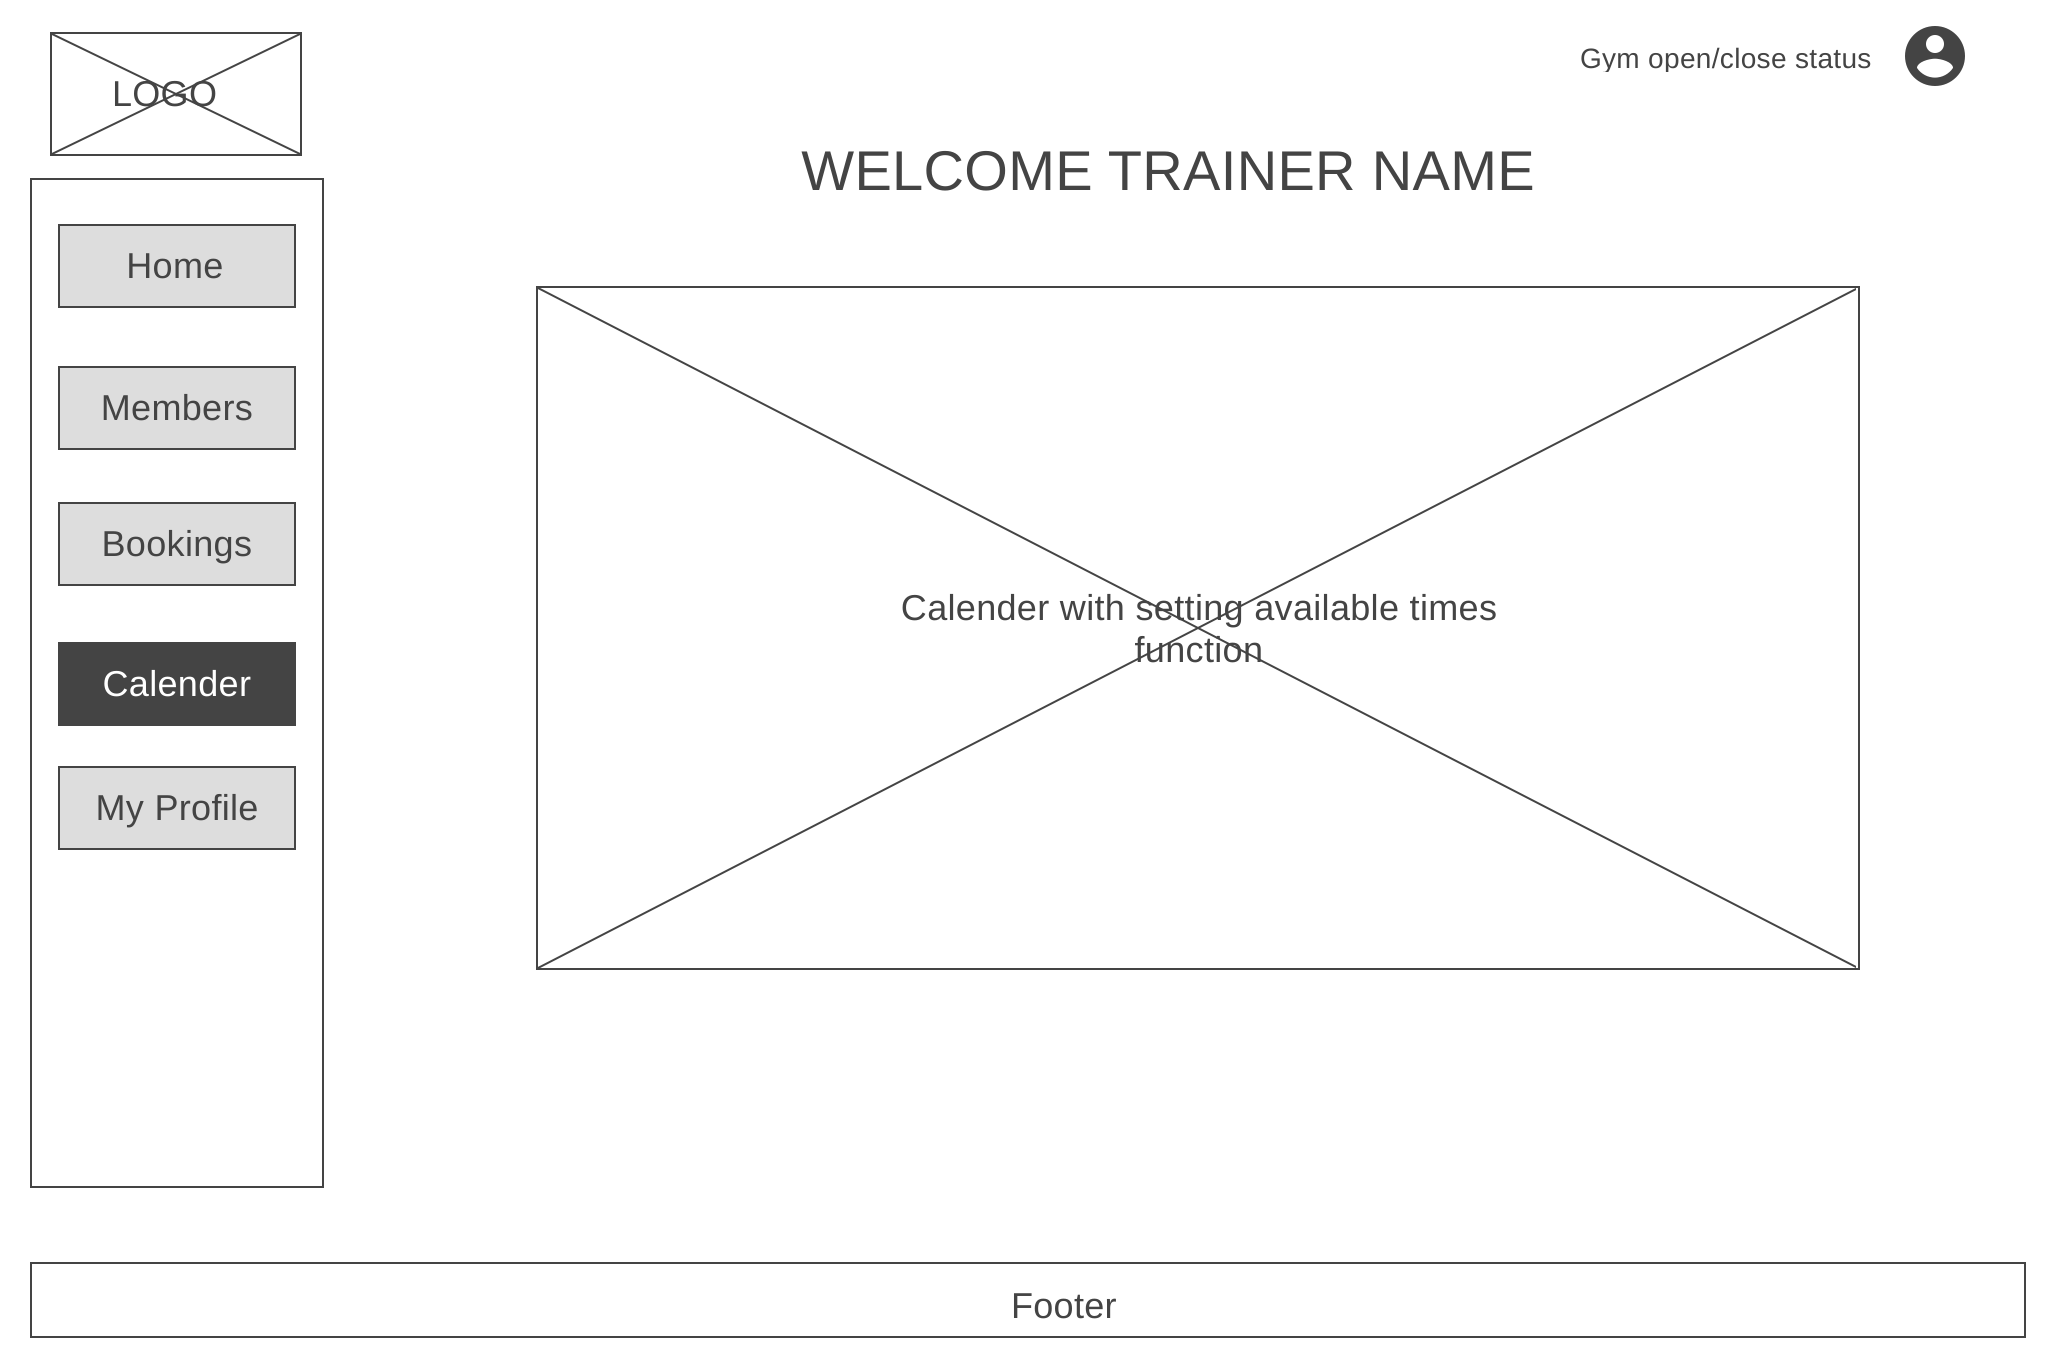 LOGO
Gym open/close status
WELCOME TRAINER NAME
Home
Members
Bookings
Calender
My Profile
Calender with setting available times
function
Footer